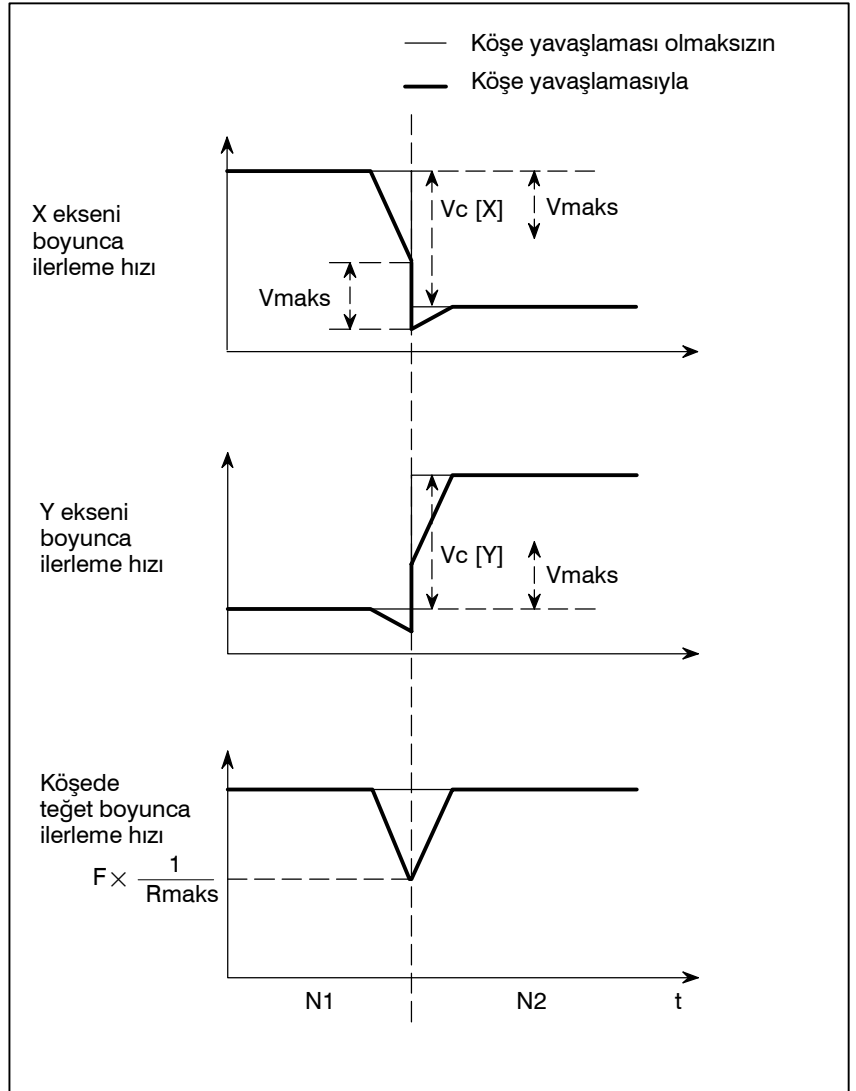 Köşe yavaşlaması olmaksızın
Köşe yavaşlamasıyla
X ekseni
boyunca
ilerleme hızı
Vc [X]
Vmaks
Vmaks
Y ekseni
boyunca
ilerleme hızı
Vc [Y]
Vmaks
Köşede
teğet boyunca
ilerleme hızı
F× 1
Rmaks
N1 N2 t